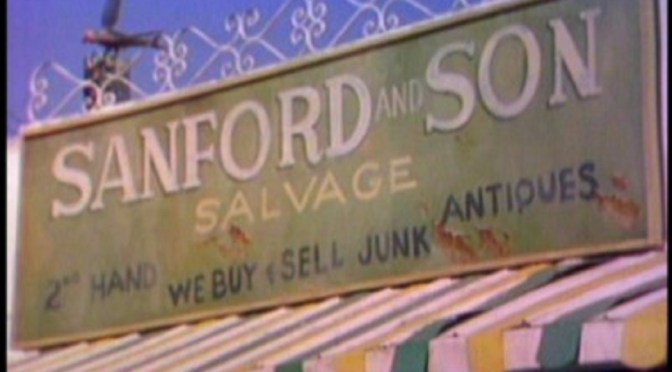 SANFORD AND SON
SALVAGE
2ND HAND WE BUY & SELL JUNK ANTIQUES